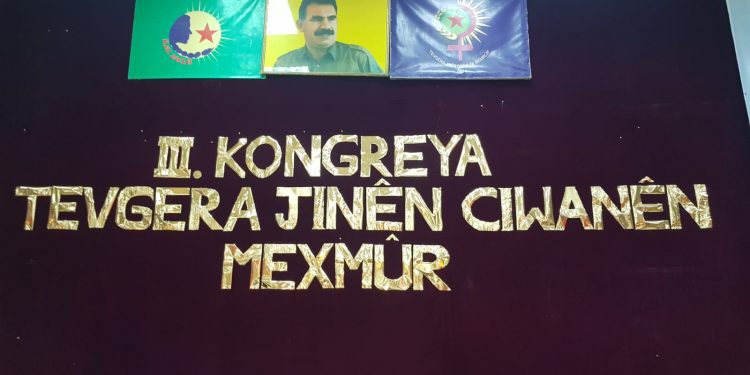 III. KONGREYA
TEVGERA JINÊN CIWANÊN
MEXMÛR